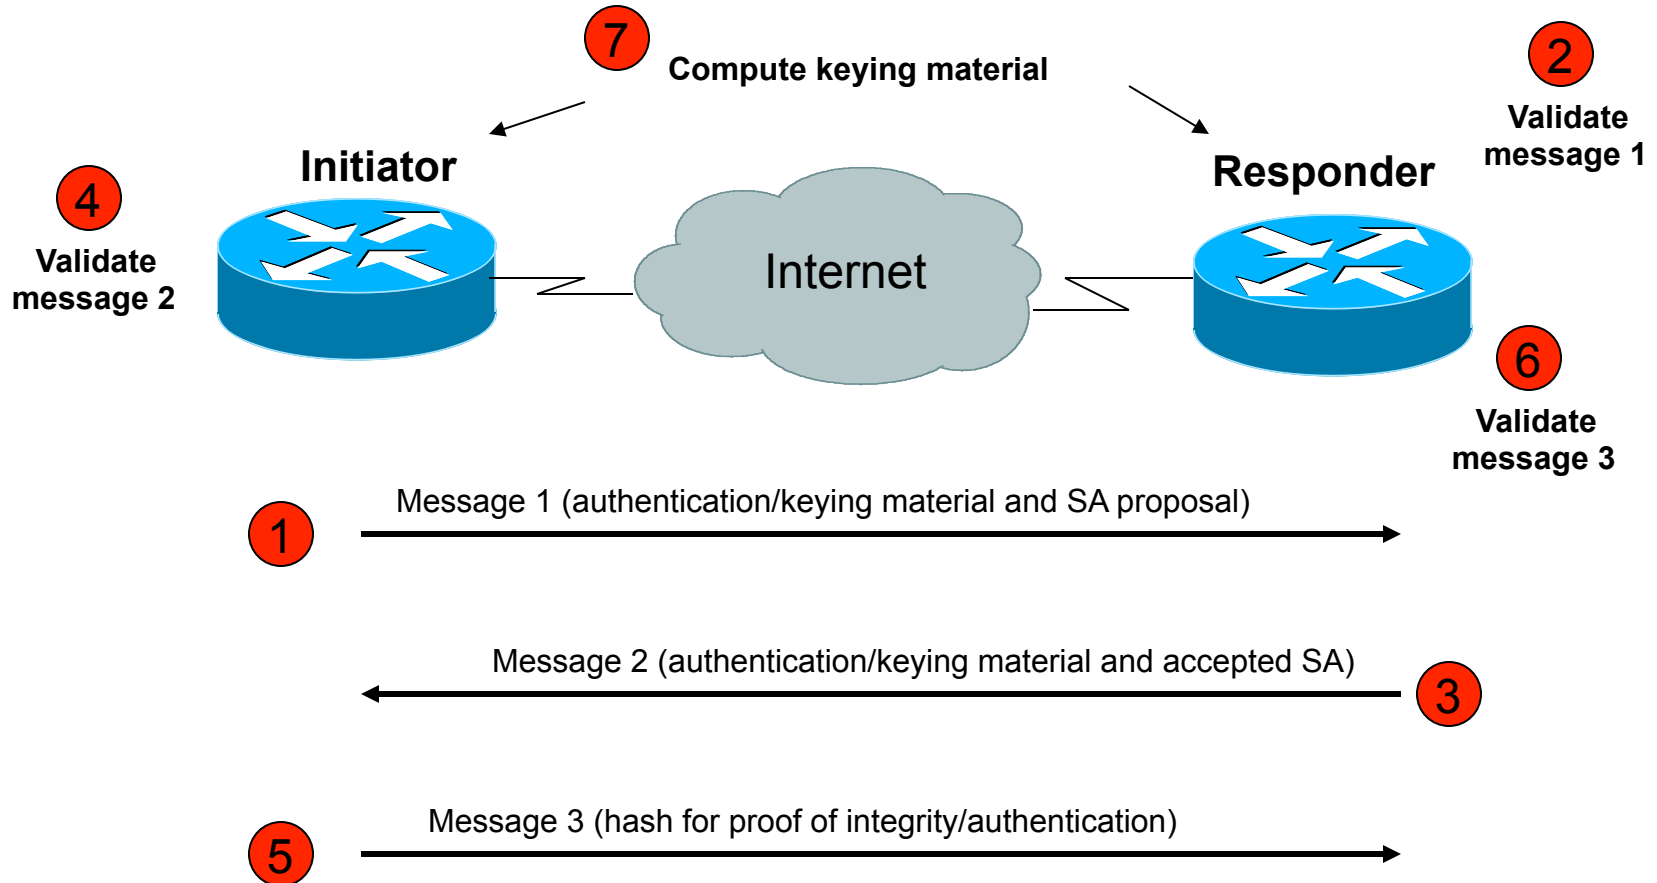 7
Compute keying material
2
Validate
message 1
Initiator
Responder
4
Validate
message 2
Internet
6
Validate
message 3
Message 1 (authentication/keying material and SA proposal)
1
Message 2 (authentication/keying material and accepted SA)
3
Message 3 (hash for proof of integrity/authentication)
5